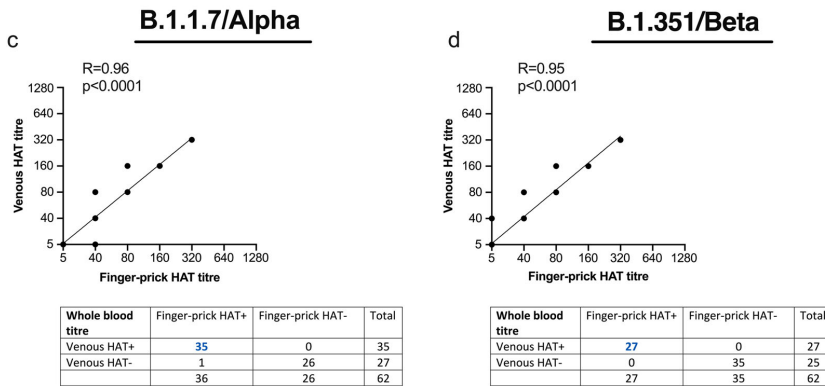 c
B.1.1.7/Alpha
R=0.96
p<0.0001
Venous HAT titre
1280
640
320
160
80
40
5
5 40 80 160 320 640 1280
Finger-prick HAT titre
Whole blood titre Finger-prick HAT+ Finger-prick HAT- Total
Venous HAT+ 35 0 35
Venous HAT- 1 26 27
36 26 62
d
B.1.351/Beta
R=0.95
p<0.0001
Venous HAT titre
1280
640
320
160
80
40
5
5 40 80 160 320 640 1280
Finger-prick HAT titre
Whole blood titre Finger-prick HAT+ Finger-prick HAT- Total
Venous HAT+ 27 0 27
Venous HAT- 0 35 25
27 35 62